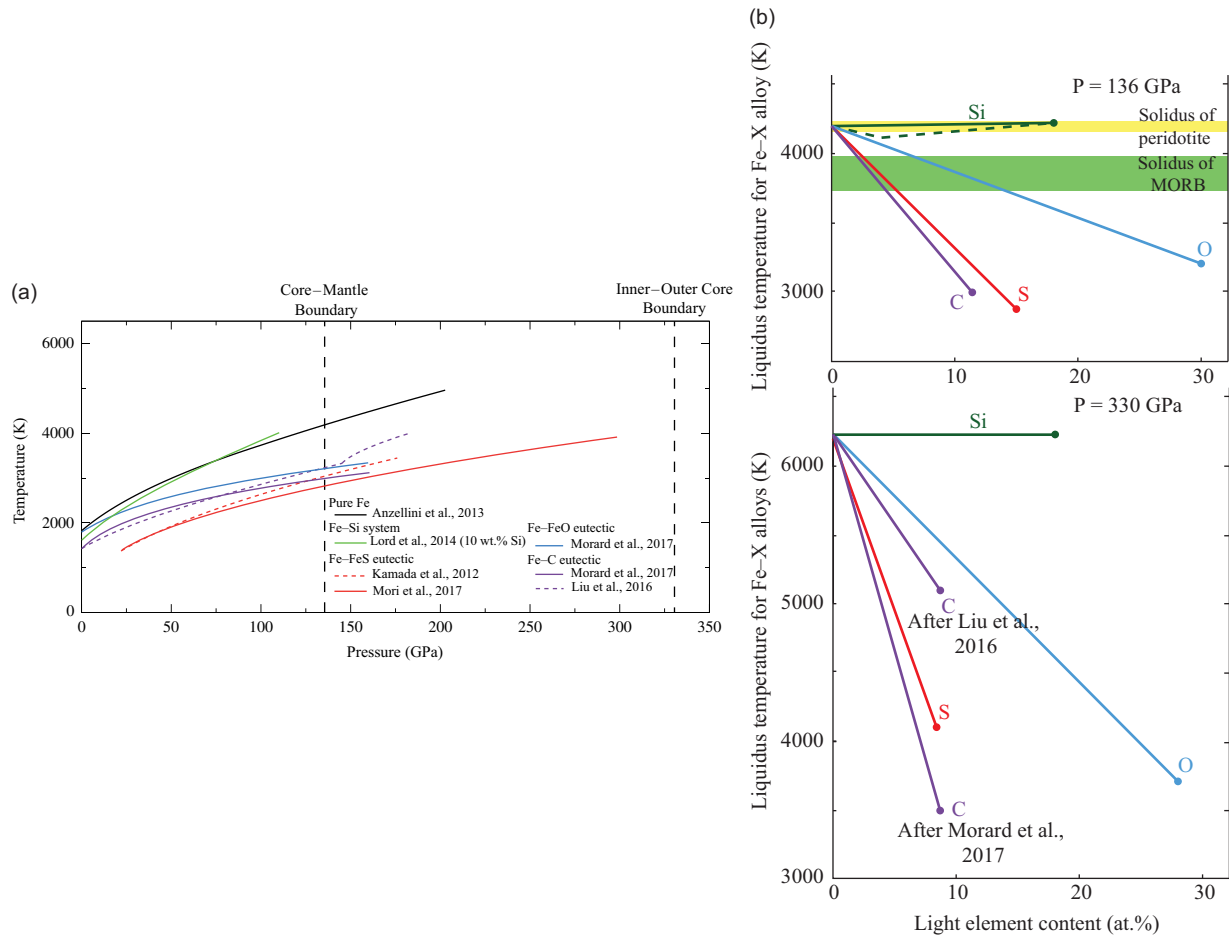 (a)
Core–Mantle
Boundary
Inner–Outer Core
Boundary
6000
4000
2000
0
Temperature (K)
0
50
100
150
200
250
300
350
Pressure (GPa)
Pure Fe
Anzellini et al., 2013
Fe–Si system
Lord et al., 2014 (10 wt.% Si)
Fe–FeS eutectic
Kamada et al., 2012
Mori et al., 2017
Fe–FeO eutectic
Morard et al., 2017
Fe–C eutectic
Morard et al., 2017
Liu et al., 2016
(b)
Liquidus temperature for Fe–X alloy (K)
P = 136 GPa
Si
Solidus of
peridotite
Solidus of
MORB
4000
3000
O
S
C
0
10
20
30
Liquidus temperature for Fe–X alloys (K)
P = 330 GPa
Si
6000
5000
4000
3000
C
After Liu et al.,
2016
S
O
C
After Morard et al.,
2017
0
10
20
30
Light element content (at.%)